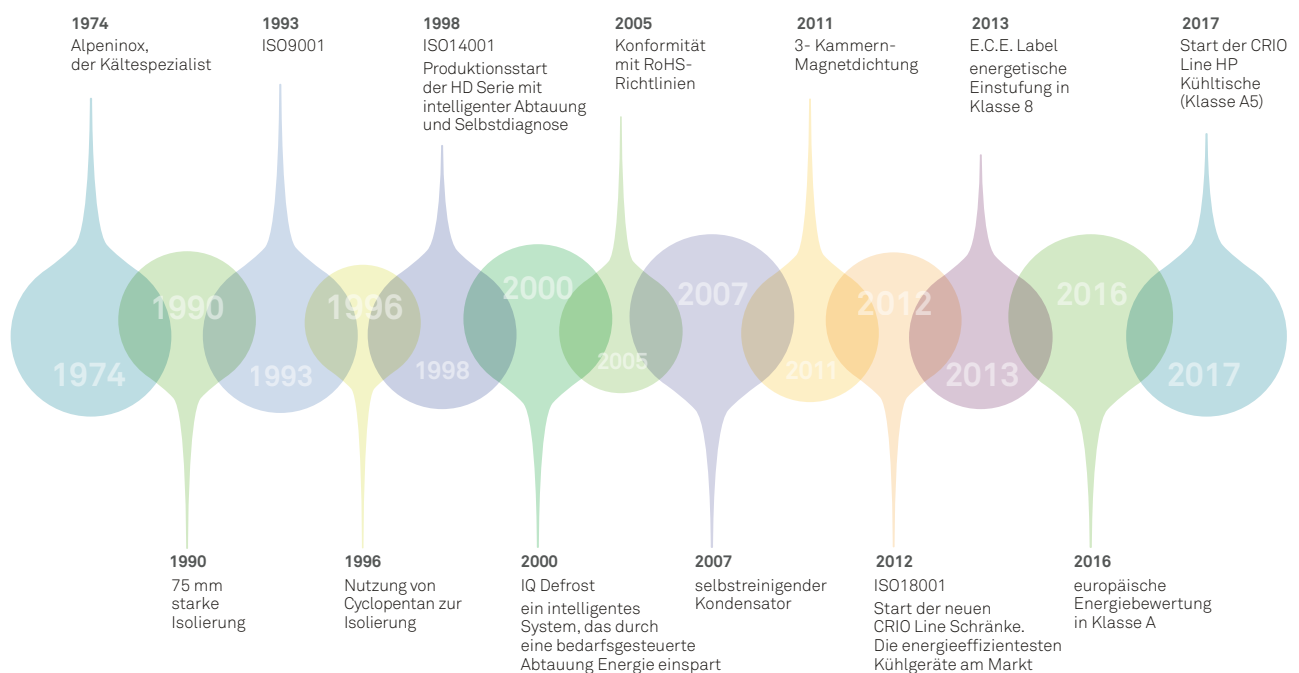 1974
Alpeninox,
der Kältespezialist
1993
ISO9001
1998
ISO14001
Produktionsstart
der HD Serie mit
intelligenter Abtauung
und Selbstdiagnose
2005
Konformität
mit RoHS-
Richtlinien
2011
3- Kammern-
Magnetdichtung
2013
E.C.E. Label
energetische
Einstufung in
Klasse 8
2017
Start der CRIO
Line HP
Kühltische
(Klasse A5)
1974
1990
1993
1996
1998
2000
2005
2007
2011
2012
2013
2016
2017
1990
75 mm
starke
Isolierung
1996
Nutzung von
Cyclopentan zur
Isolierung
2000
IQ Defrost
ein intelligentes
System, das durch
eine bedarfsgesteuerte
Abtauung Energie einspart
2007
selbstreinigender
Kondensator
2012
ISO18001
Start der neuen
CRIO Line Schränke.
Die energieeffizientesten
Kühlgeräte am Markt
2016
europäische
Energiebewertung
in Klasse A